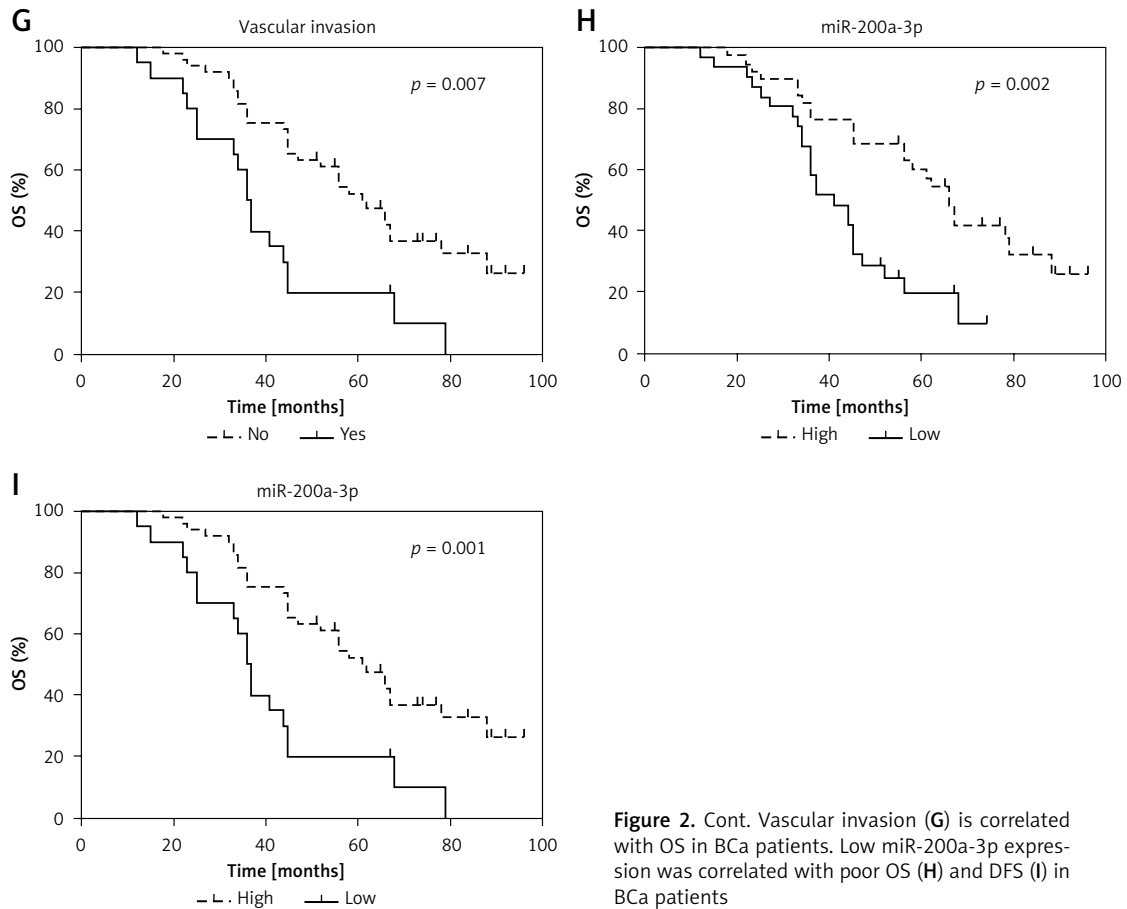 G
Vascular invasion
100
80
60
40
20
0
OS (%)
p = 0.007
0 20 40 60 80 100
Time [months]
No Yes
H
miR-200a-3p
100
80
60
40
20
0
OS (%)
p = 0.002
0 20 40 60 80 100
Time [months]
High Low
I
miR-200a-3p
100
80
60
40
20
0
OS (%)
p = 0.001
0 20 40 60 80 100
Time [months]
High Low
Figure 2. Cont. Vascular invasion (G) is correlated
with OS in BCa patients. Low miR-200a-3p expres-
sion was correlated with poor OS (H) and DFS (I) in
BCa patients